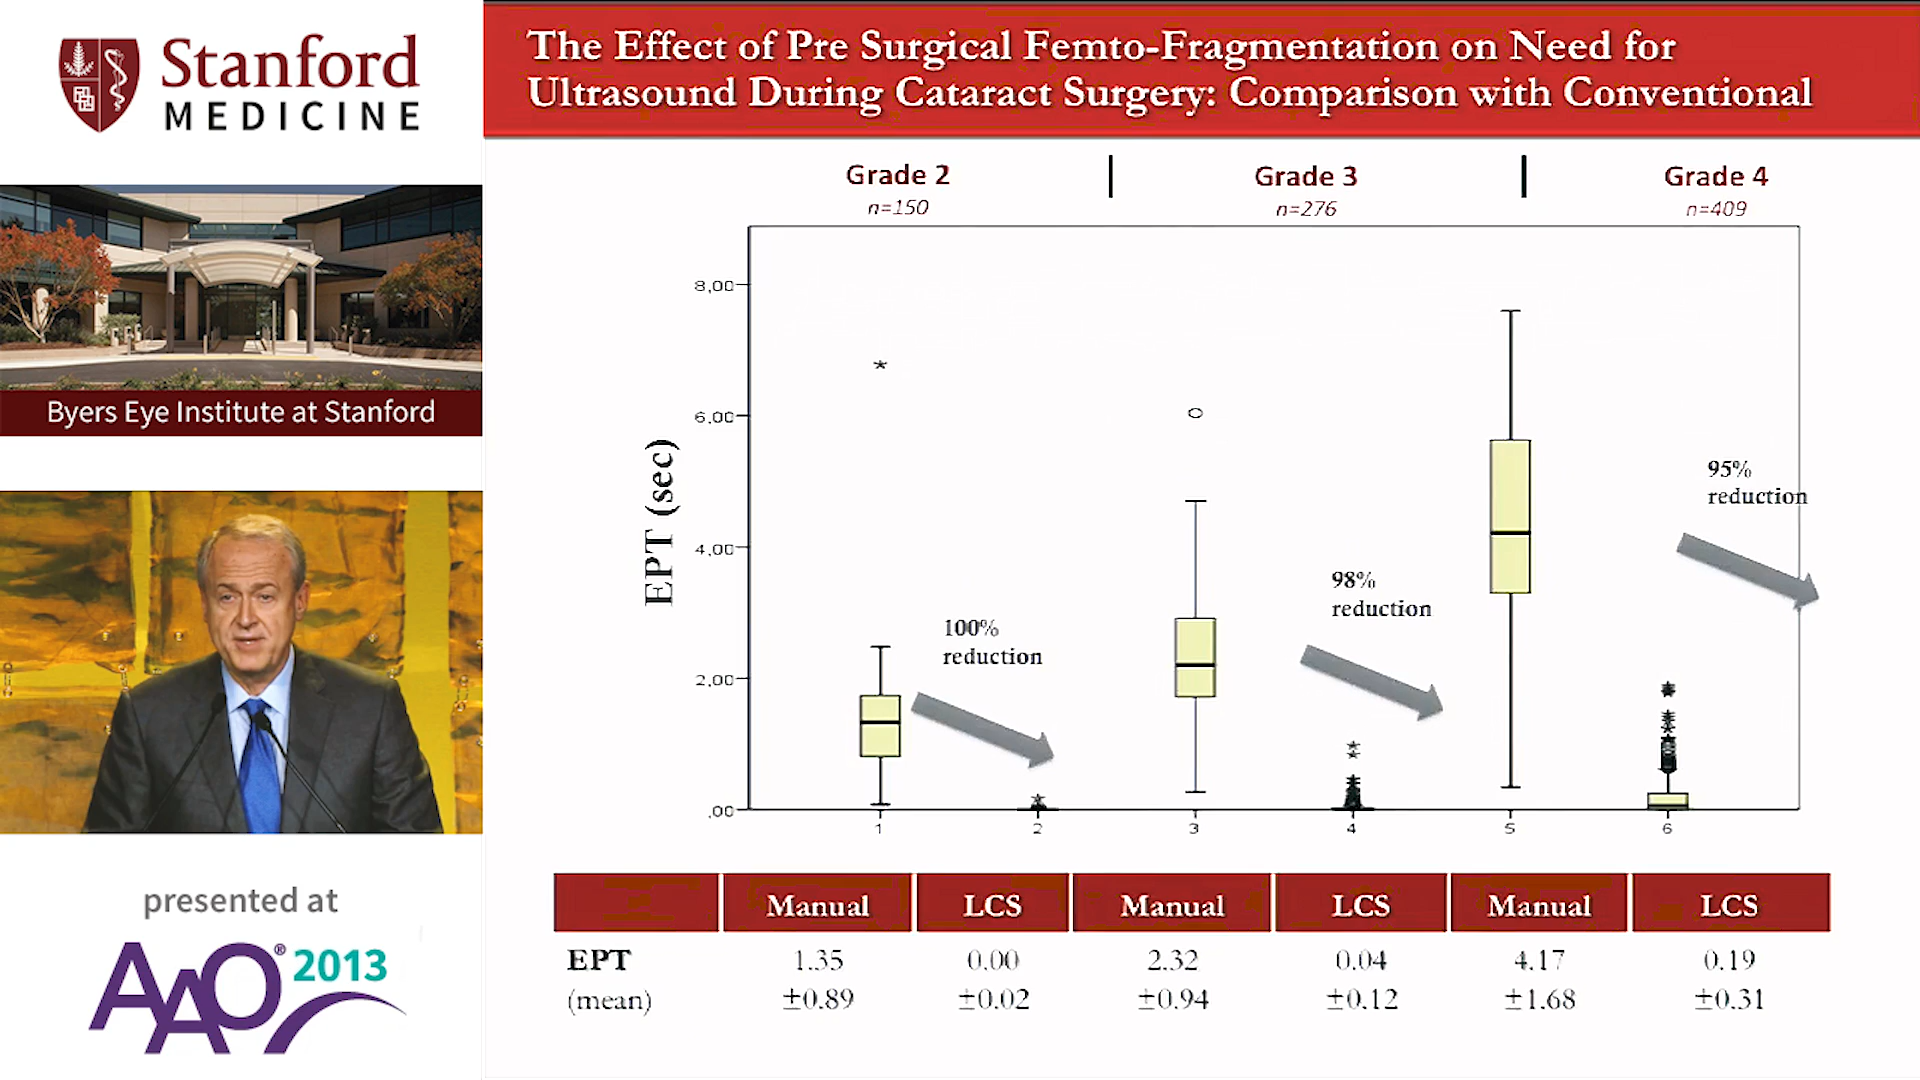 Stanford
MEDICINE
Byers Eye Institute at Stanford
presented at
AAO® 2013
The Effect of Pre Surgical Femto-Fragmentation on Need for
Ultrasound During Cataract Surgery: Comparison with Conventional
Grade 2 | Grade 3 | Grade 4
n=150 n=276 n=409
EPT (sec)
8,00
6,00
4,00
2,00
,00
100%
reduction
98%
reduction
95%
reduction
1 2 3 4 5 6
Manual LCS Manual LCS Manual LCS
EPT 1.35 0.00 2.32 0.04 4.17 0.19
(mean) ±0.89 ±0.02 ±0.94 ±0.12 ±1.68 ±0.31